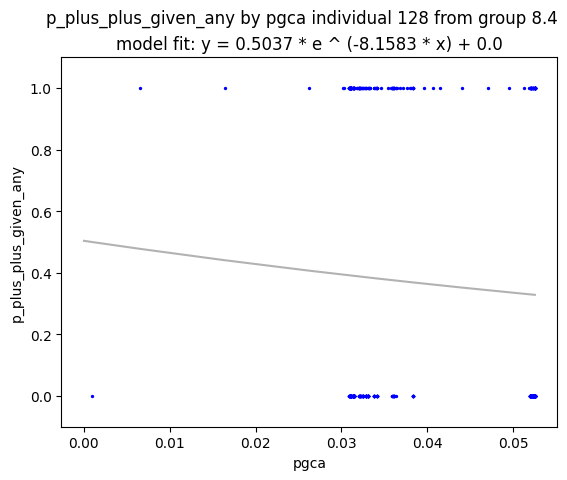 p_plus_plus_given_any by pgca individual 128 from group 8.4
model fit: y = 0.5037 * e ^ (-8.1583 * x) + 0.0
1.0
0.8
0.6
0.4
0.2
0.0
p_plus_plus_given_any
0.00 0.01 0.02 0.03 0.04 0.05
pgca